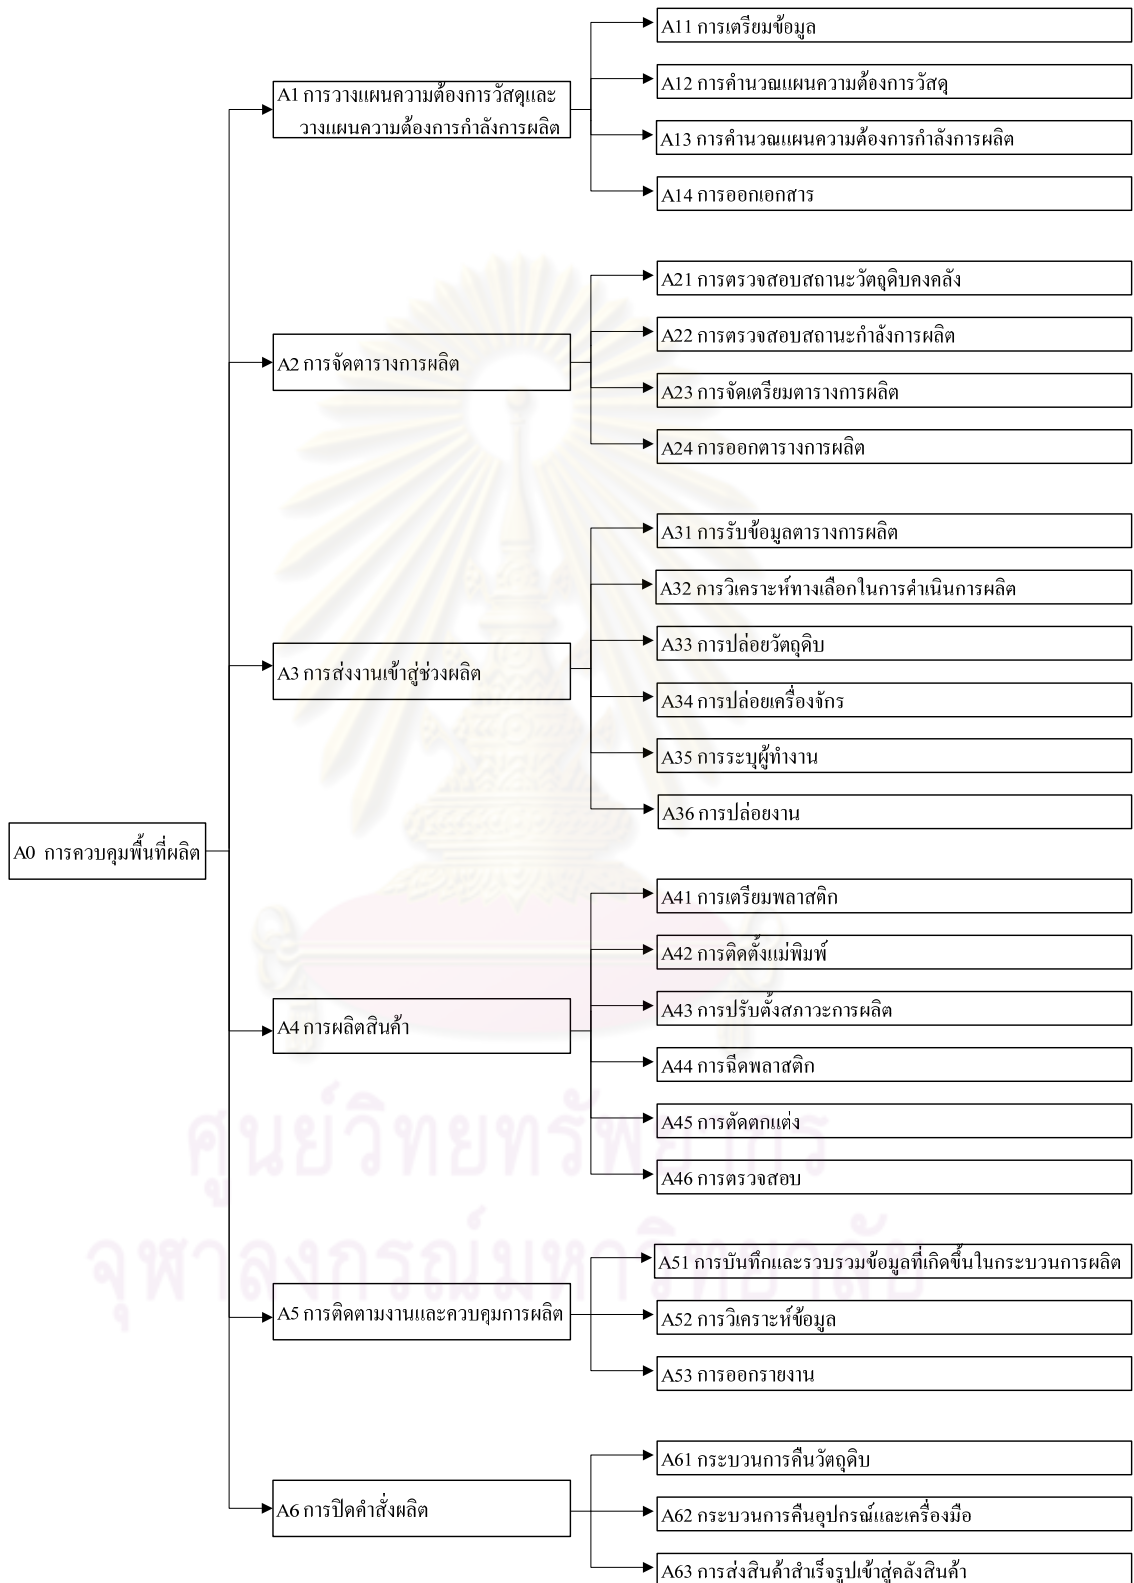 A0 การควบคุมพื้นที่ผลิต
A1 การวางแผนความต้องการวัสดุและ
วางแผนความต้องการกำลังการผลิต
A11 การเตรียมข้อมูล
A12 การคำนวณแผนความต้องการวัสดุ
A13 การคำนวณแผนความต้องการกำลังการผลิต
A14 การออกเอกสาร
A2 การจัดตารางการผลิต
A21 การตรวจสอบสถานะวัตถุดิบคงคลัง
A22 การตรวจสอบสถานะกำลังการผลิต
A23 การจัดเตรียมตารางการผลิต
A24 การออกตารางการผลิต
A3 การส่งงานเข้าสู่ช่วงผลิต
A31 การรับข้อมูลตารางการผลิต
A32 การวิเคราะห์ทางเลือกในการดำเนินการผลิต
A33 การปล่อยวัตถุดิบ
A34 การปล่อยเครื่องจักร
A35 การระบุผู้ทำงาน
A36 การปล่อยงาน
A4 การผลิตสินค้า
A41 การเตรียมพลาสติก
A42 การติดตั้งแม่พิมพ์
A43 การปรับตั้งสภาวะการผลิต
A44 การฉีดพลาสติก
A45 การตัดตกแต่ง
A46 การตรวจสอบ
A5 การติดตามงานและควบคุมการผลิต
A51 การบันทึกและรวบรวมข้อมูลที่เกิดขึ้นในกระบวนการผลิต
A52 การวิเคราะห์ข้อมูล
A53 การออกรายงาน
A6 การปิดคำสั่งผลิต
A61 กระบวนการคืนวัตถุดิบ
A62 กระบวนการคืนอุปกรณ์และเครื่องมือ
A63 การส่งสินค้าสำเร็จรูปเข้าสู่คลังสินค้า
ศูนย์วิทยทรัพยากร
จุฬาลงกรณ์มหาวิทยาลัย